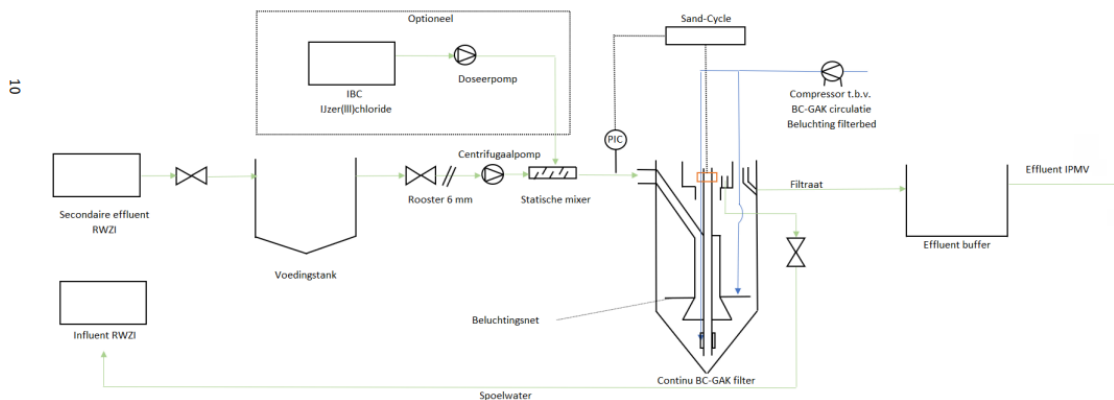 Optioneel
Sand-Cycle
10
Doseerpomp
IBC
IJzer(III)chloride
Compressor t.b.v.
BC-GAK circulatie
Beluchting filterbed
PIC
Centrifugaalpomp
Secondaire effluent
RWZI
Rooster 6 mm
Statische mixer
Filtraat
Effluent IPMV
Voedingstank
Effluent buffer
Influent RWZI
Beluchtingsnet
Continu BC-GAK filter
Spoelwater